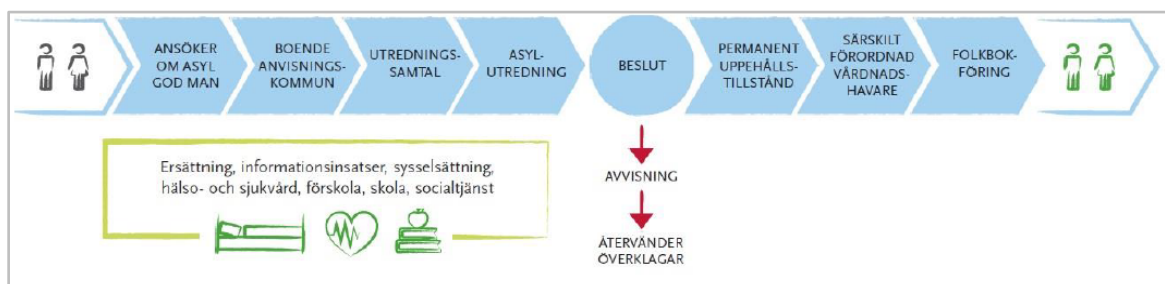 ANSÖKER
OM ASYL
GOD MAN
BOENDE
ANVISNINGS-
KOMMUN
UTREDNINGS-
SAMTAL
ASYL-
UTREDNING
BESLUT
PERMANENT
UPPEHÅLLS-
TILLSTÅND
SÄRSKILT
FÖRORDNAD
VÅRDNADS-
HAVARE
FOLKBOK-
FÖRING
Ersättning, informationsinsatser, sysselsättning,
hälso- och sjukvård, förskola, skola, socialtjänst
AVVISNING
ÅTERVÄNDER
ÖVERKLAGAR